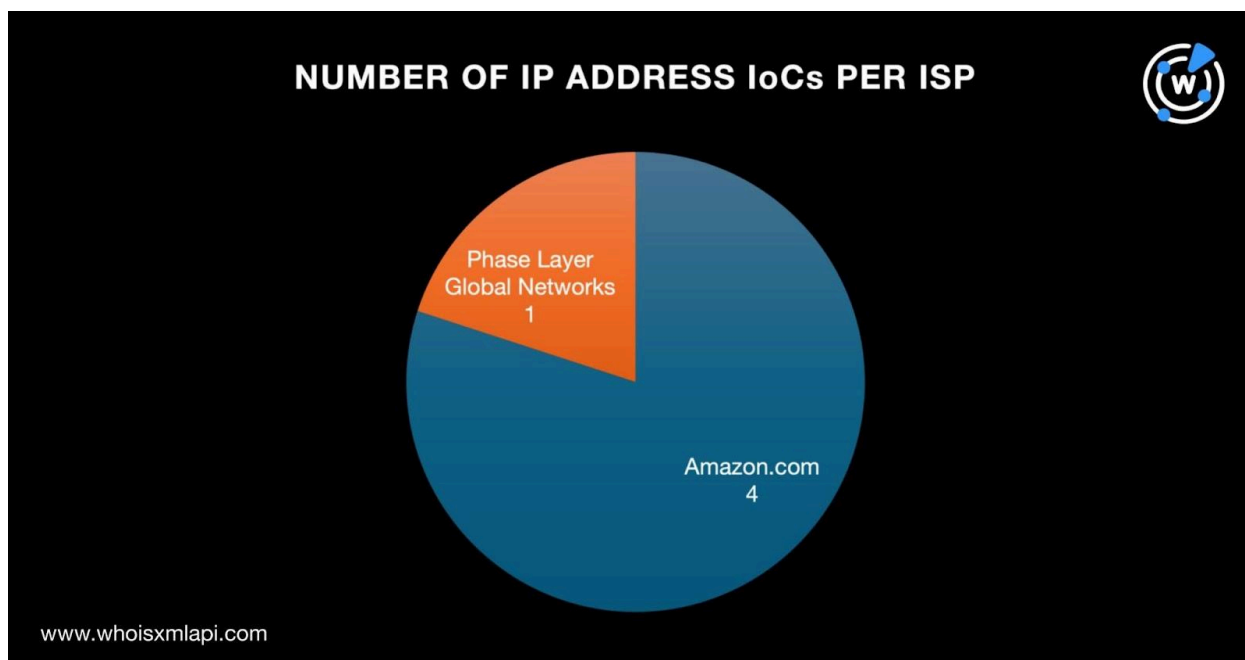 NUMBER OF IP ADDRESS IoCs PER ISP
W
Phase Layer
Global Networks
1
Amazon.com
4
www.whoisxmlapi.com